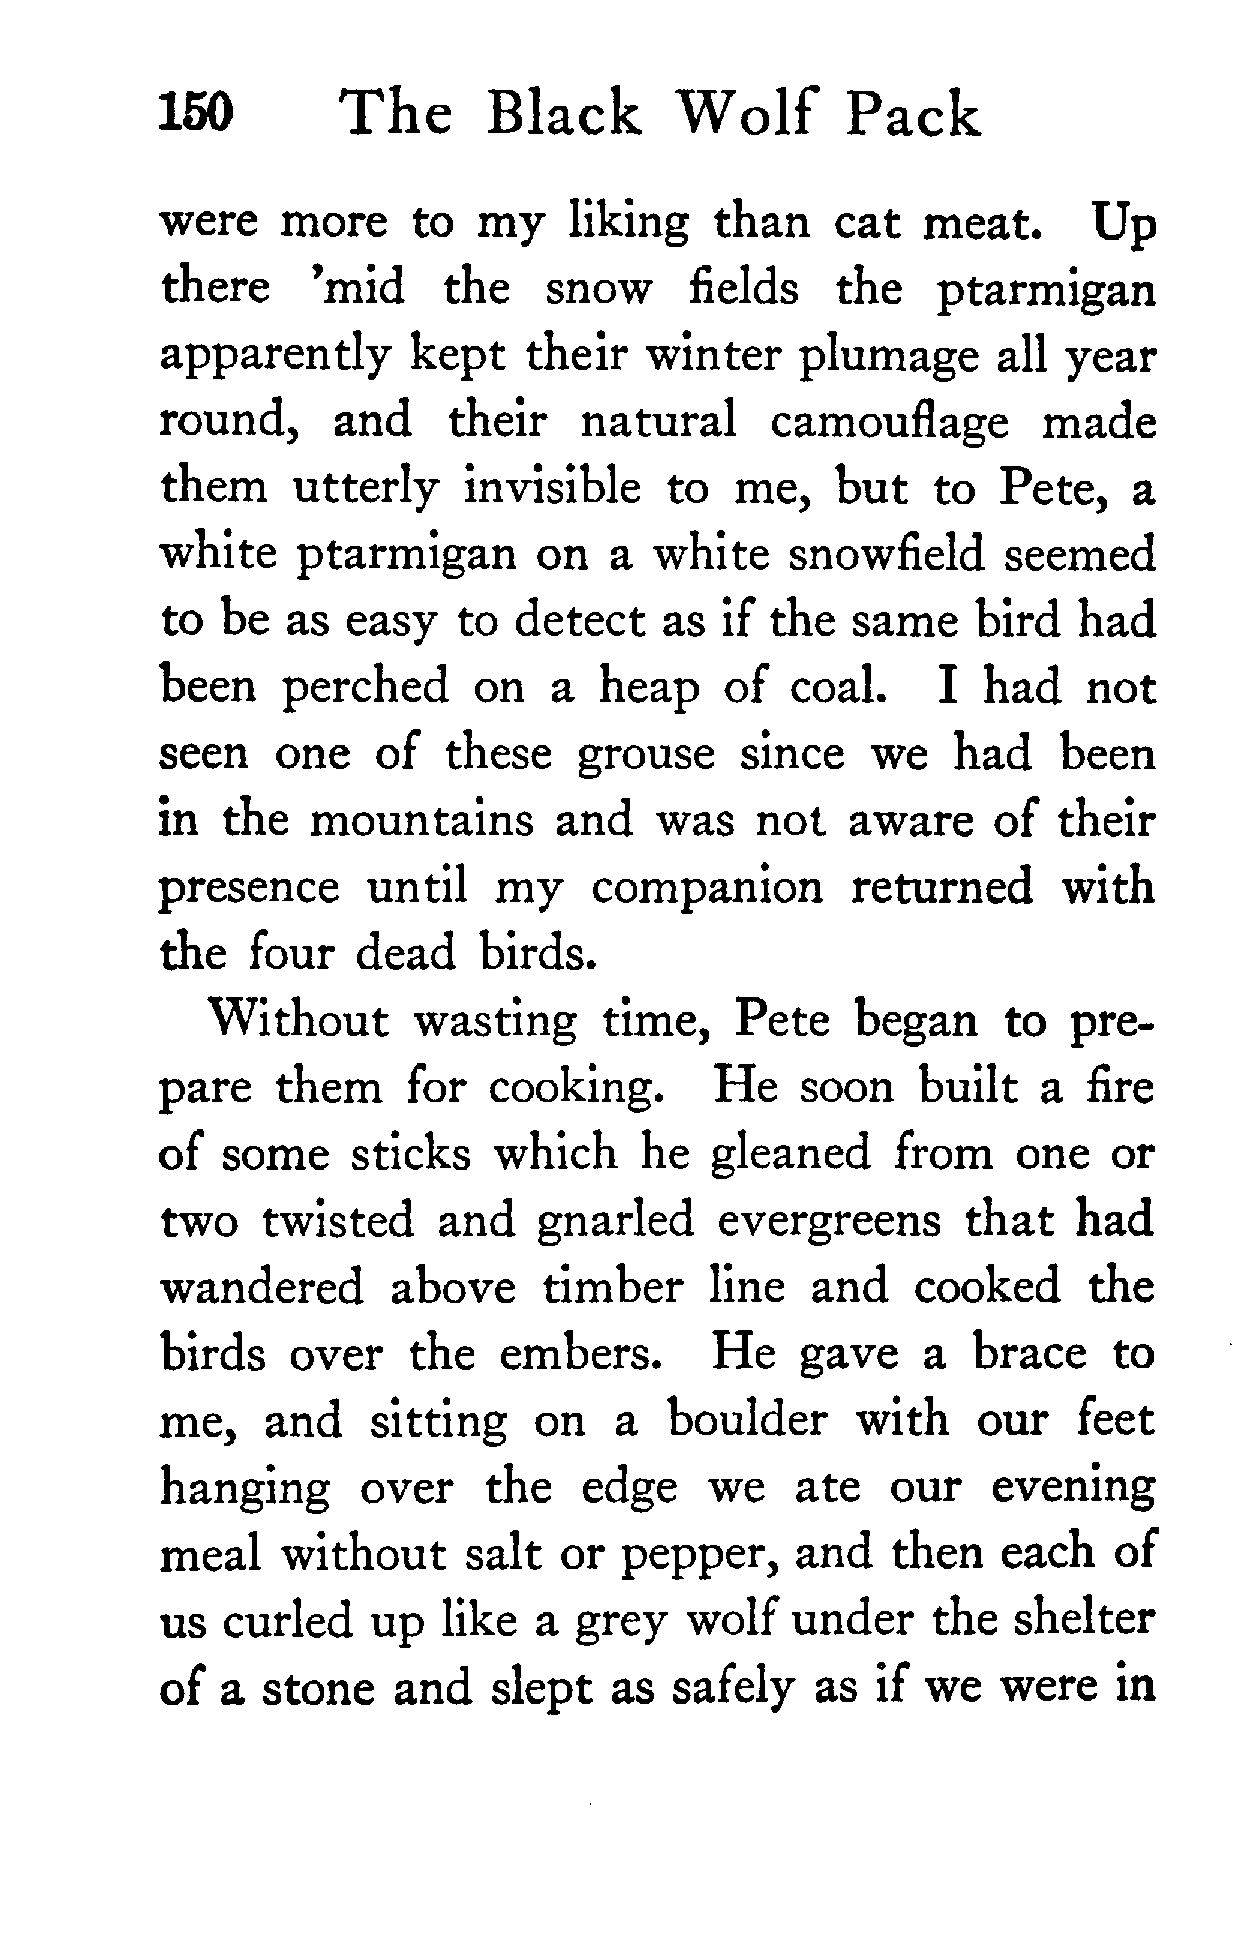 150 The Black Wolf Pack
were more to my liking than cat meat. Up
there ’mid the snow fields the ptarmigan
apparently kept their winter plumage all year
round, and their natural camouflage made
them utterly invisible to me, but to Pete, a
white ptarmigan on a white snowfield seemed
to be as easy to detect as if the same bird had
been perched on a heap of coal. I had not
seen one of these grouse since we had been
in the mountains and was not aware of their
presence until my companion returned with
the four dead birds.
Without wasting time, Pete began to pre-
pare them for cooking. He soon built a fire
of some sticks which he gleaned from one or
two twisted and gnarled evergreens that had
wandered above timber line and cooked the
birds over the embers. He gave a brace to
me, and sitting on a boulder with our feet
hanging over the edge we ate our evening
meal without salt or pepper, and then each of
us curled up like a grey wolf under the shelter
of a stone and slept as safely as if we were in